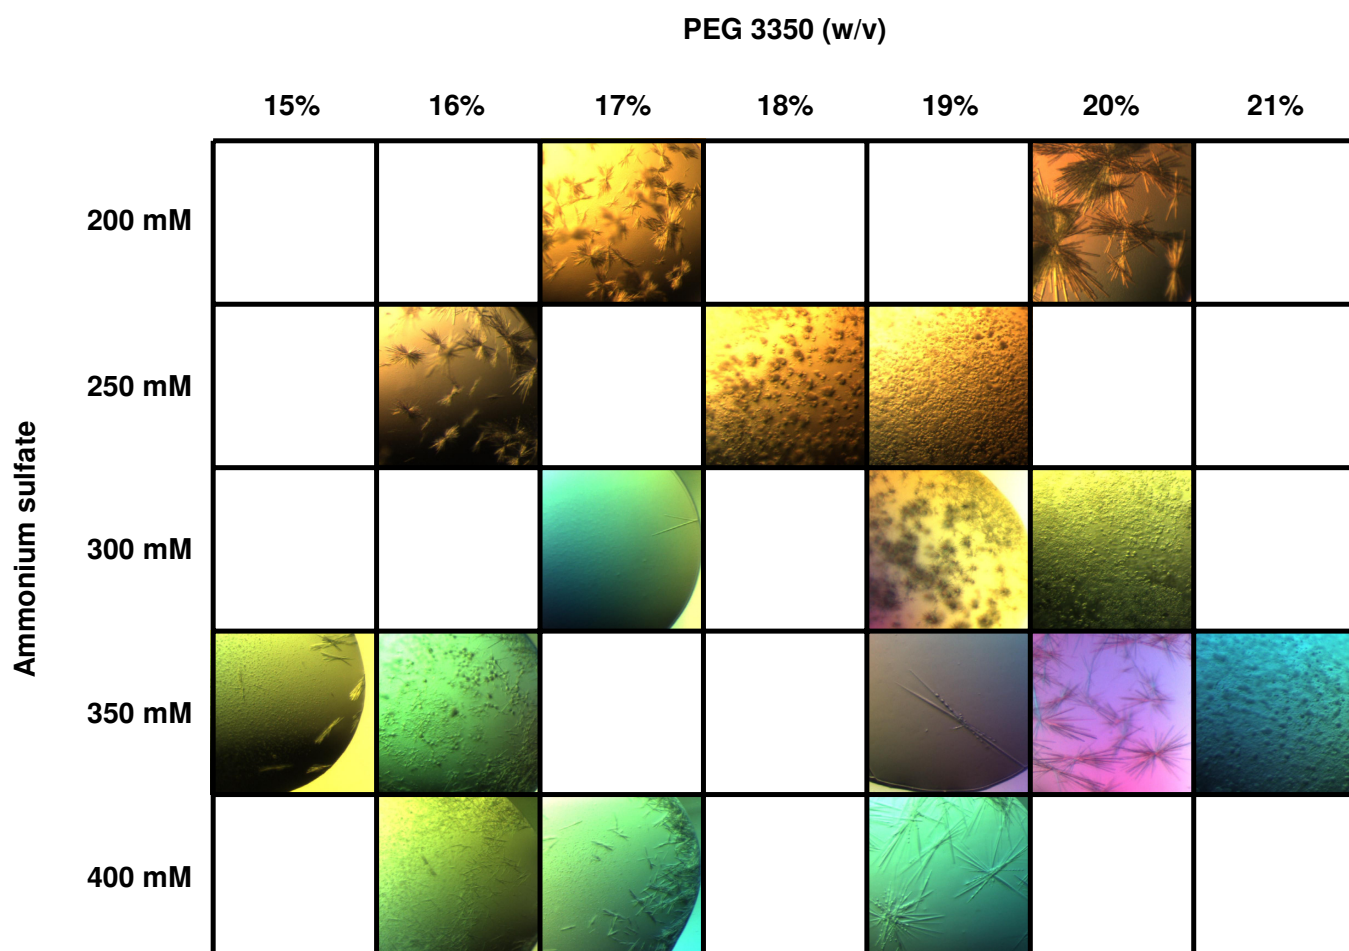 PEG 3350 (w/v)
15% 16% 17% 18% 19% 20% 21%
Ammonium sulfate
200 mM
250 mM
300 mM
350 mM
400 mM